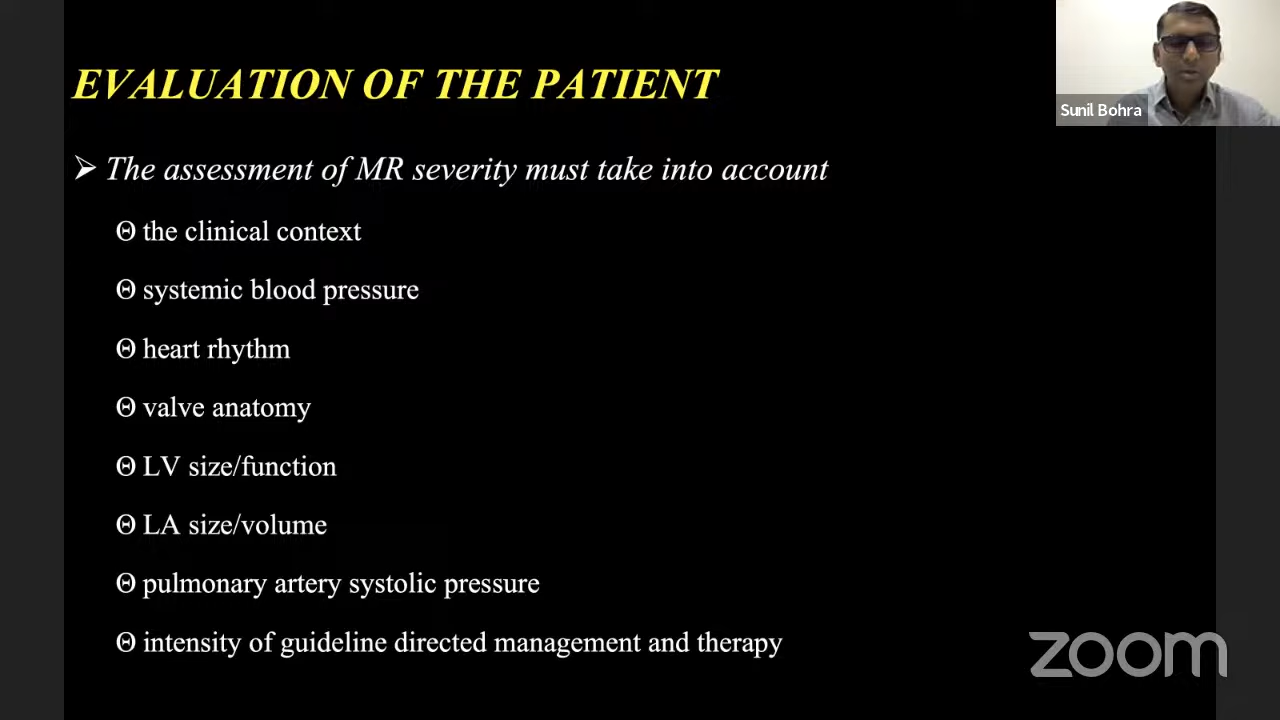 EVALUATION OF THE PATIENT
Sunil Bohra
➢ The assessment of MR severity must take into account
Θ the clinical context
Θ systemic blood pressure
Θ heart rhythm
Θ valve anatomy
Θ LV size/function
Θ LA size/volume
Θ pulmonary artery systolic pressure
Θ intensity of guideline directed management and therapy
zoom